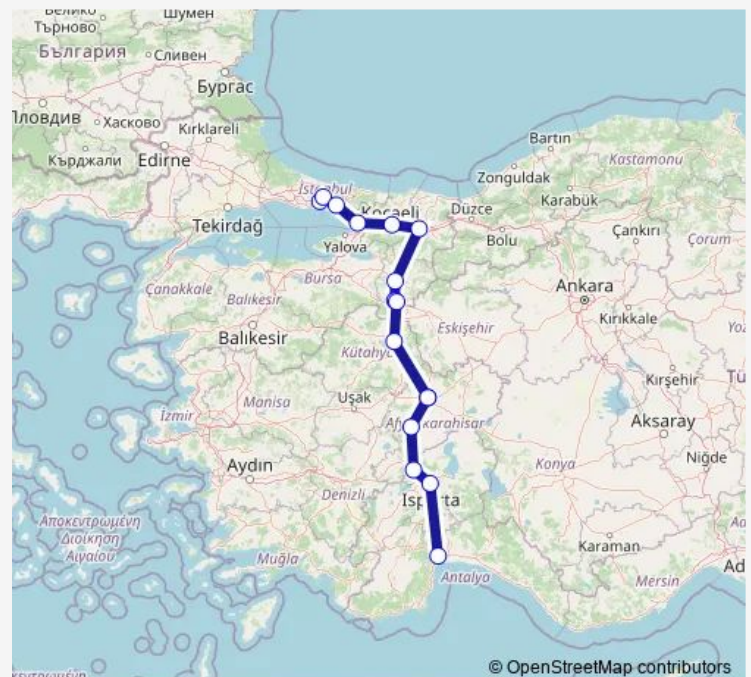 Търново
Шумен
България
Сливен
Бургас
Пловдив
Хасково
Kırklareli
Кърджали
Edirne
Bartın
Zonguldak
Kastamonu
İstanbul
Karabük
Tekirdağ
Kocaeli
Düzce
Çankırı
Çorum
Yalova
Bolu
Bursa
Çanakkale
Ankara
Balıkesir
Kırıkkale
Eskişehir
Balıkesir
Kütahya
Kırşehir
Manisa
Uşak
İzmir
Afyonkarahisar
Aksaray
Aydın
Konya
Niğde
Denizli
Isparta
Αποκεντρωμένη
Διοίκηση
Αιγαίου
Karaman
Muğla
Antalya
Mersin
© OpenStreetMap contributors